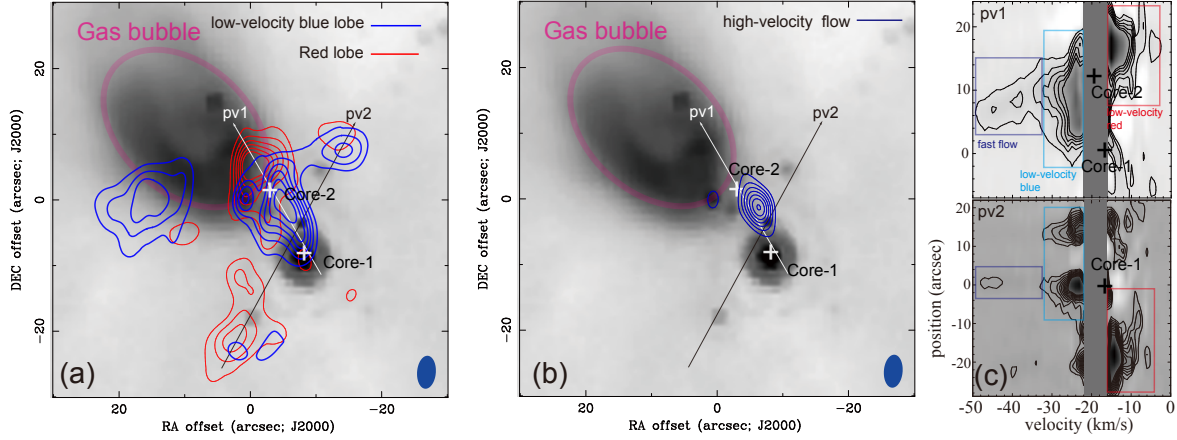 low-velocity blue lobe
Gas bubble
Red lobe
pv1
pv2
Core-2
Core-1
(a)
20
0
-20
20
0
-20
DEC offset (arcsec; J2000)
RA offset (arcsec; J2000)
high-velocity flow
Gas bubble
pv1
pv2
Core-2
Core-1
(b)
20
0
-20
20
0
-20
DEC offset (arcsec; J2000)
RA offset (arcsec; J2000)
pv1
20
10
0
Core-2
low-velocity
red
Core-1
fast flow
low-velocity
blue
pv2
20
10
0
-10
-20
Core-1
(c)
position (arcsec)
-50
-40
-30
-20
-10
0
velocity (km/s)